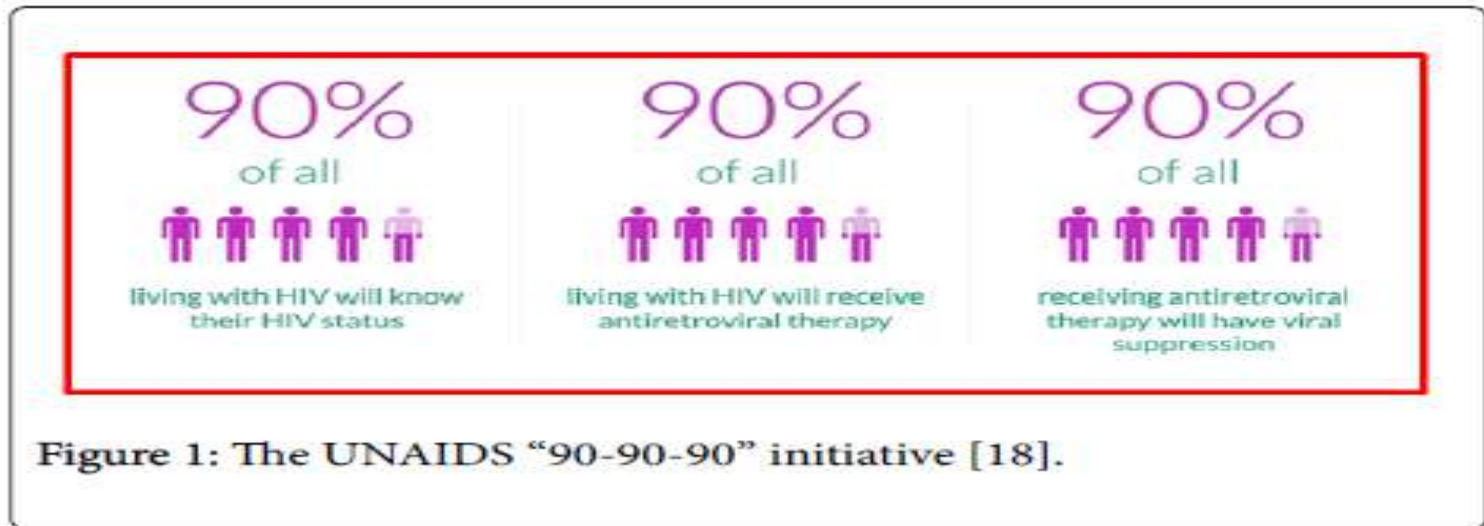 90%
of all
living with HIV will know
their HIV status
90%
of all
living with HIV will receive
antiretroviral therapy
90%
of all
receiving antiretroviral
therapy will have viral
suppression
Figure 1: The UNAIDS “90-90-90” initiative [18].